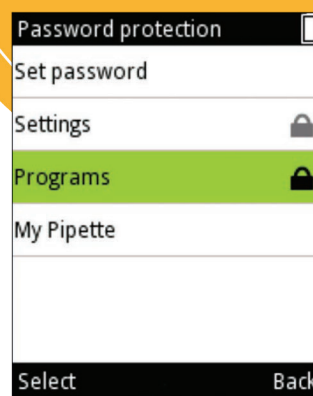 Password protection
Set password
Settings
Programs
My Pipette
Select Back